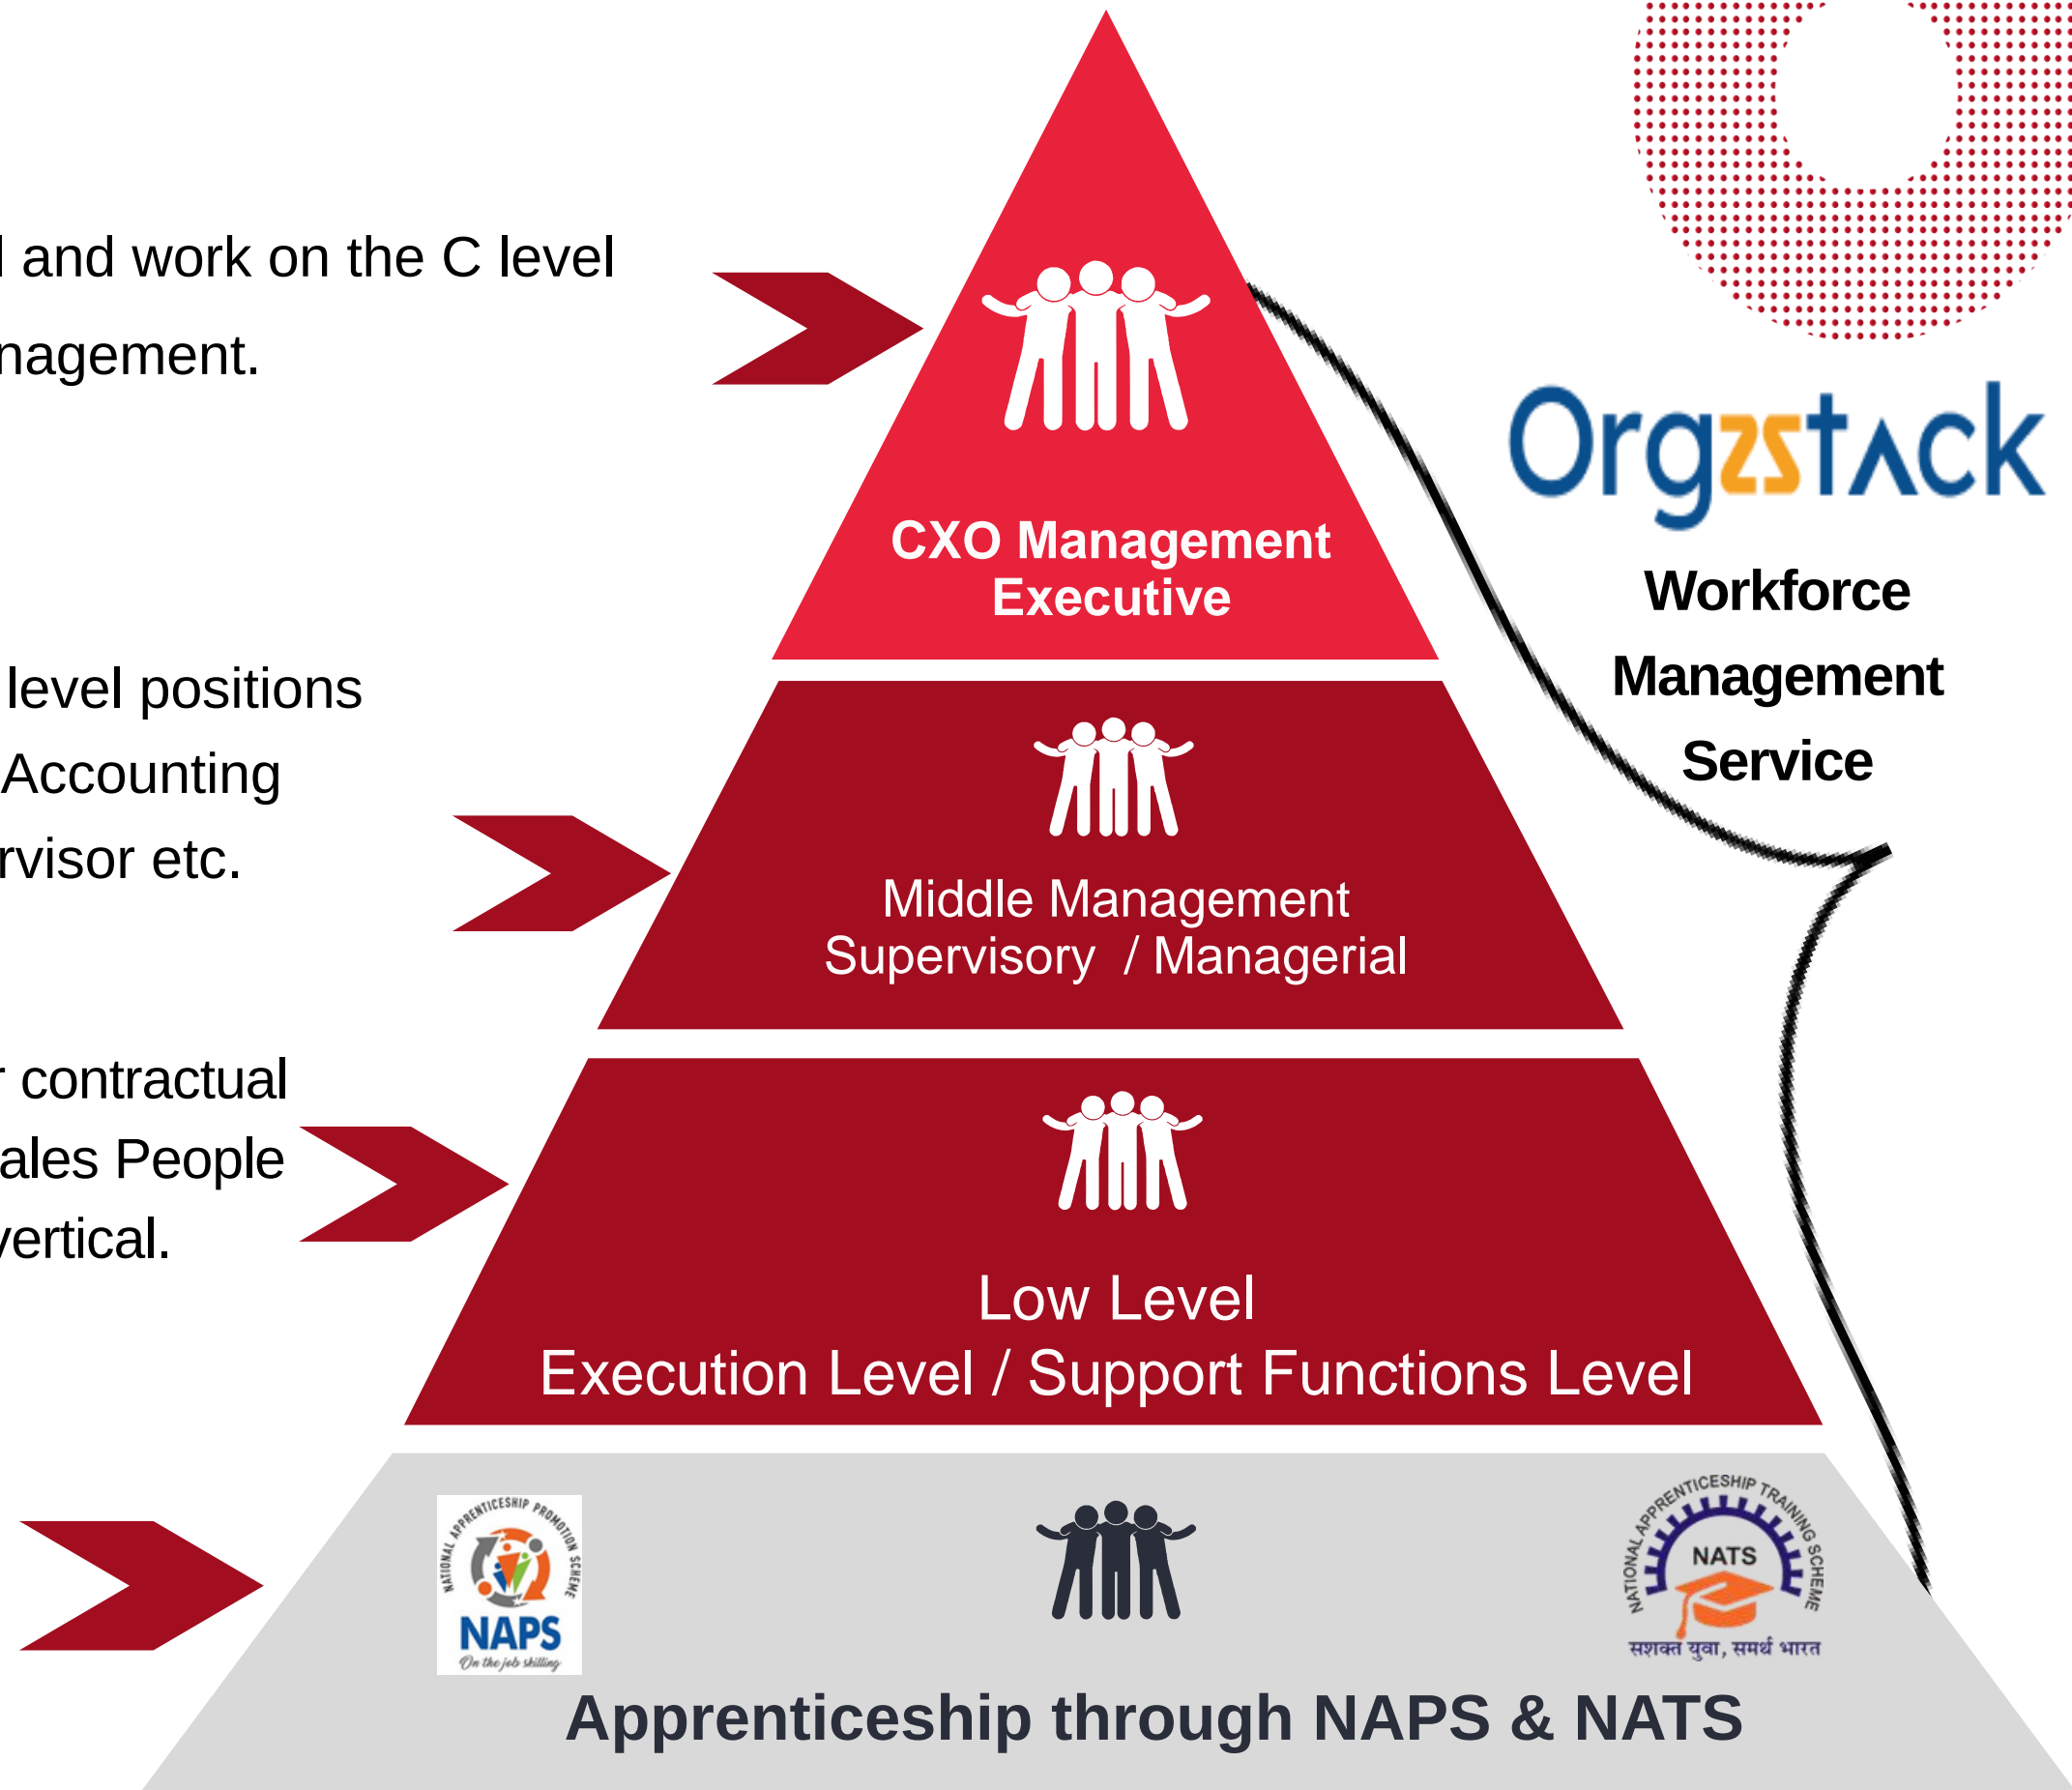 and work on the C level
nagement.
CXO Management
Executive
Orgzstack
Workforce
Management
Service
level positions
Accounting
rvisor etc.
Middle Management
Supervisory / Managerial
r contractual
ales People
vertical.
Low Level
Execution Level / Support Functions Level
NATIONAL APPRENTICESHIP PROMOTION SCHEME
NAPS
On the job skilling
NATIONAL APPRENTICESHIP TRAINING SCHEME
NATS
सशक्त युवा, समर्थ भारत
Apprenticeship through NAPS & NATS